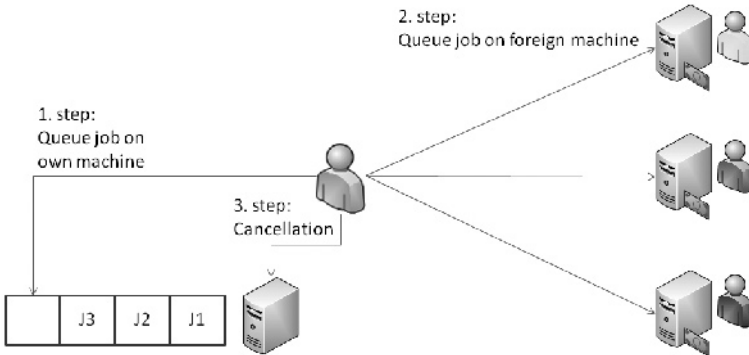 2. step:
Queue job on foreign machine
1. step:
Queue job on
own machine
3. step:
Cancellation
J3 J2 J1